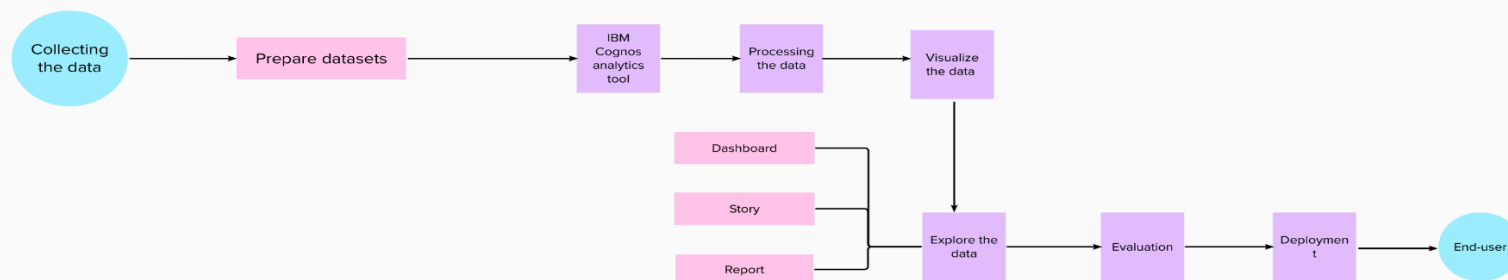 Collecting
the data
Prepare datasets
IBM
Cognos
analytics
tool
Processing
the data
Visualize
the data
Dashboard
Story
Report
Explore the
data
Evaluation
Deploymen
t
End-user